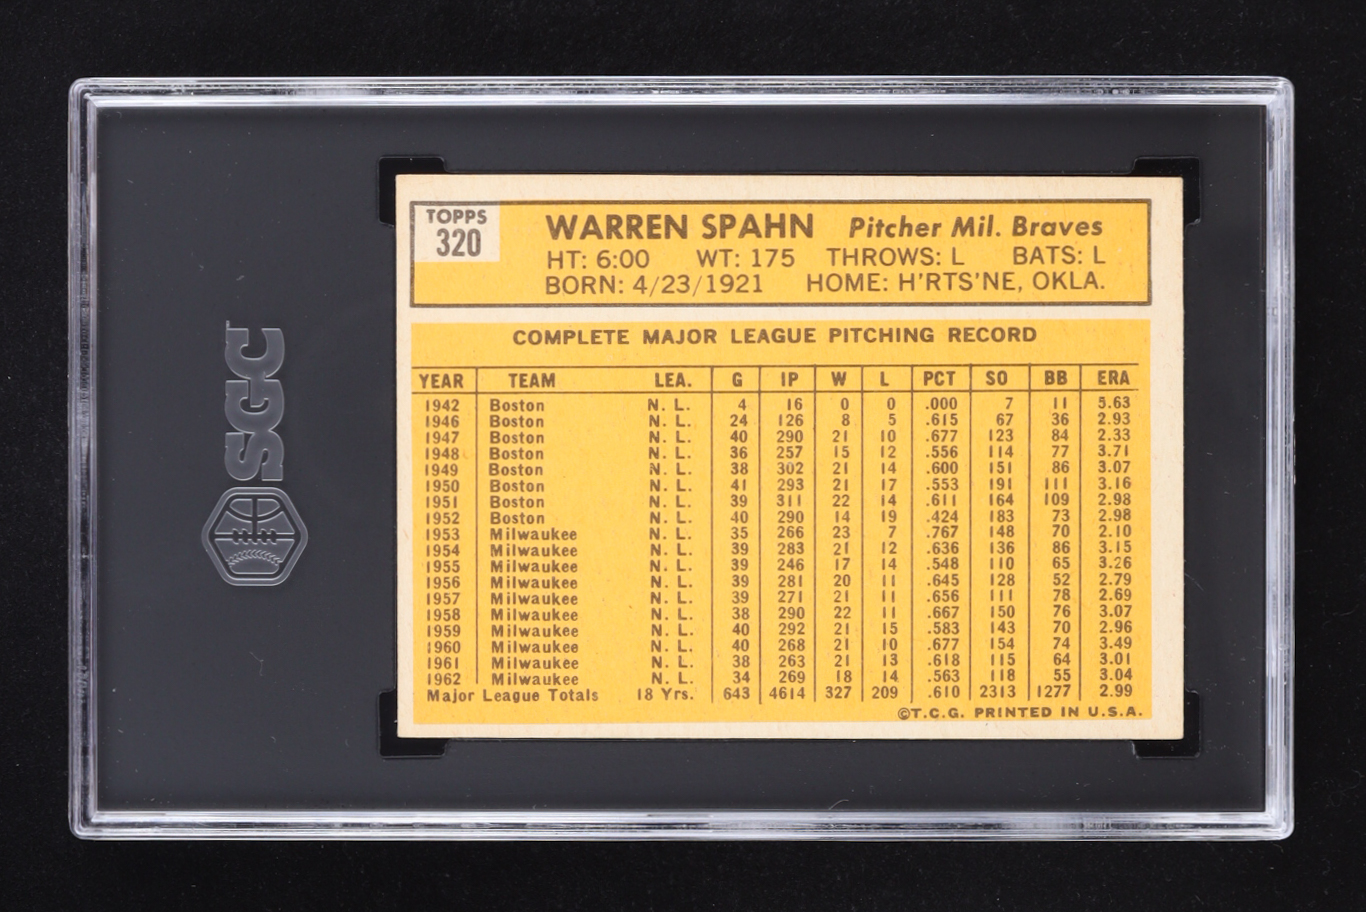 SGC
TOPPS
320
WARREN SPAHN Pitcher Mil. Braves
HT: 6:00 WT: 175 THROWS: L BATS: L
BORN: 4/23/1921 HOME: H'RTS'NE, OKLA.
COMPLETE MAJOR LEAGUE PITCHING RECORD
YEAR TEAM LEA. G IP W L PCT SO BB ERA
1942 Boston N. L. 4 16 0 0 .000 7 11 5.63
1946 Boston N. L. 24 126 8 5 .615 67 36 2.93
1947 Boston N. L. 40 290 21 10 .677 123 84 2.33
1948 Boston N. L. 36 257 15 12 .556 114 77 3.71
1949 Boston N. L. 38 302 21 14 .600 151 86 3.07
1950 Boston N. L. 41 293 21 17 .553 191 111 3.16
1951 Boston N. L. 39 311 22 14 .611 164 109 2.98
1952 Boston N. L. 40 290 14 19 .424 183 73 2.98
1953 Milwaukee N. L. 35 266 23 7 .767 148 70 2.10
1954 Milwaukee N. L. 39 283 21 12 .636 136 86 3.15
1955 Milwaukee N. L. 39 246 17 14 .548 110 65 3.26
1956 Milwaukee N. L. 39 281 20 11 .645 128 52 2.79
1957 Milwaukee N. L. 39 271 21 11 .656 111 78 2.69
1958 Milwaukee N. L. 38 290 22 11 .667 150 76 3.07
1959 Milwaukee N. L. 40 292 21 15 .583 143 70 2.96
1960 Milwaukee N. L. 40 268 21 10 .677 154 74 3.49
1961 Milwaukee N. L. 38 263 21 13 .618 115 64 3.01
1962 Milwaukee N. L. 34 269 18 14 .563 118 55 3.04
Major League Totals 18 Yrs. 643 4614 327 209 .610 2313 1277 2.99
©T.C.G. PRINTED IN U.S.A.